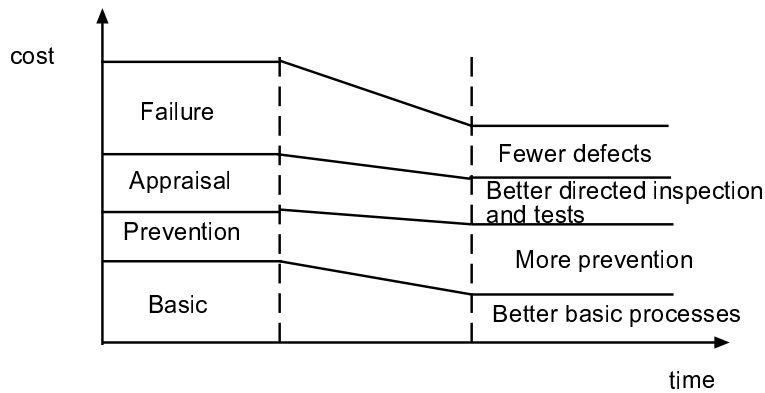 cost
Failure
Fewer defects
Appraisal
Better directed inspection
and tests
Prevention
More prevention
Basic
Better basic processes
time